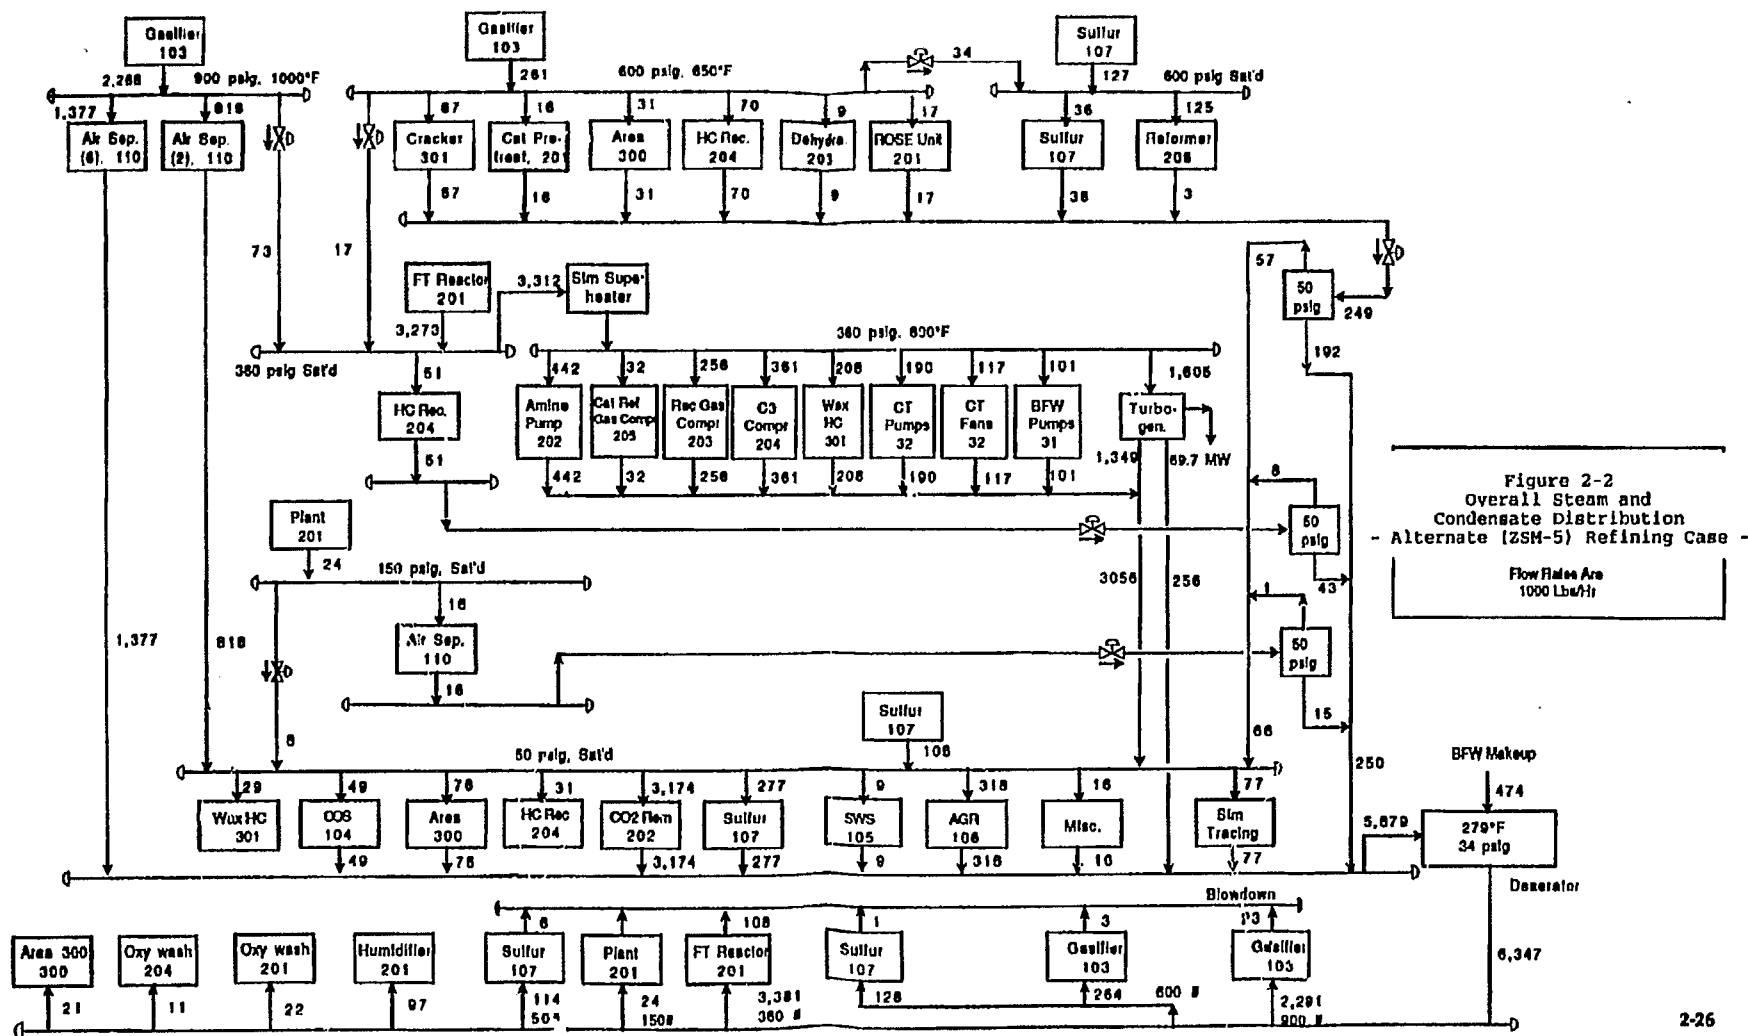 Gasifier
103
2,268
900 psig, 1000°F
1,377
818
Air Sep.
(6), 110
Air Sep.
(2), 110
Gasifier
103
261
600 psig, 650°F
34
Sulfur
107
127
600 psig Sat'd
67
16
31
70
9
17
36
125
Cracker
301
Cat Pre-
treat, 201
Area
300
HC Rec.
204
Dehydra.
203
ROSE Unit
201
Sulfur
107
Reformer
205
67
16
31
70
9
17
36
3
73
17
FT Reactor
201
3,312
Stm Super-
heater
3,273
360 psig Sat'd
57
50
psig
249
192
360 psig, 600°F
51
HC Rec.
204
51
442
32
256
361
208
190
117
101
1,605
Amine
Pump
202
Cat Ref
Gas Comp
205
Rec Gas
Compr
203
C3
Compr
204
Wax
HC
301
CT
Pumps
32
CT
Fans
32
BFW
Pumps
31
Turbo-
gen.
442
32
256
361
208
190
117
101
1,349
69.7 MW
8
50
psig
43
Figure 2-2
Overall Steam and
Condensate Distribution
- Alternate (ZSM-5) Refining Case -
Flow Rates Are
1000 Lbs/Hr
Plant
201
24
150 psig, Sat'd
3056
256
1
50
psig
15
16
Air Sep.
110
16
1,377
818
8
Sulfur
107
108
66
250
50 psig, Sat'd
BFW Makeup
474
29
49
76
31
3,174
277
9
318
16
77
Wax HC
301
COS
104
Area
300
HC Rec
204
CO2 Rem
202
Sulfur
107
SWS
105
AGR
106
Misc.
Stm
Tracing
49
76
3,174
277
9
318
16
77
5,879
279°F
34 psig
Deaerator
Blowdown
6
108
1
3
Area 300
300
Oxy wash
204
Oxy wash
201
Humidifier
201
Sulfur
107
Plant
201
FT Reactor
201
Sulfur
107
Gasifier
103
Gasifier
103
6,347
21
11
22
97
114
50#
24
150#
3,381
360 #
128
264
600 #
2,291
900 #
2-26